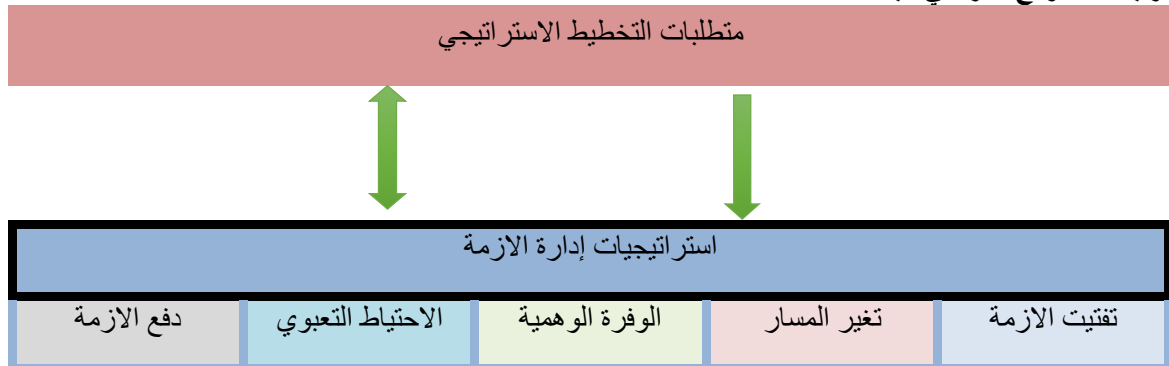 متطلبات التخطيط الاستراتيجي
استراتيجيات إدارة الازمة
تفتيت الازمة
تغير المسار
الوفرة الوهمية
الاحتياط التعبوي
دفع الازمة